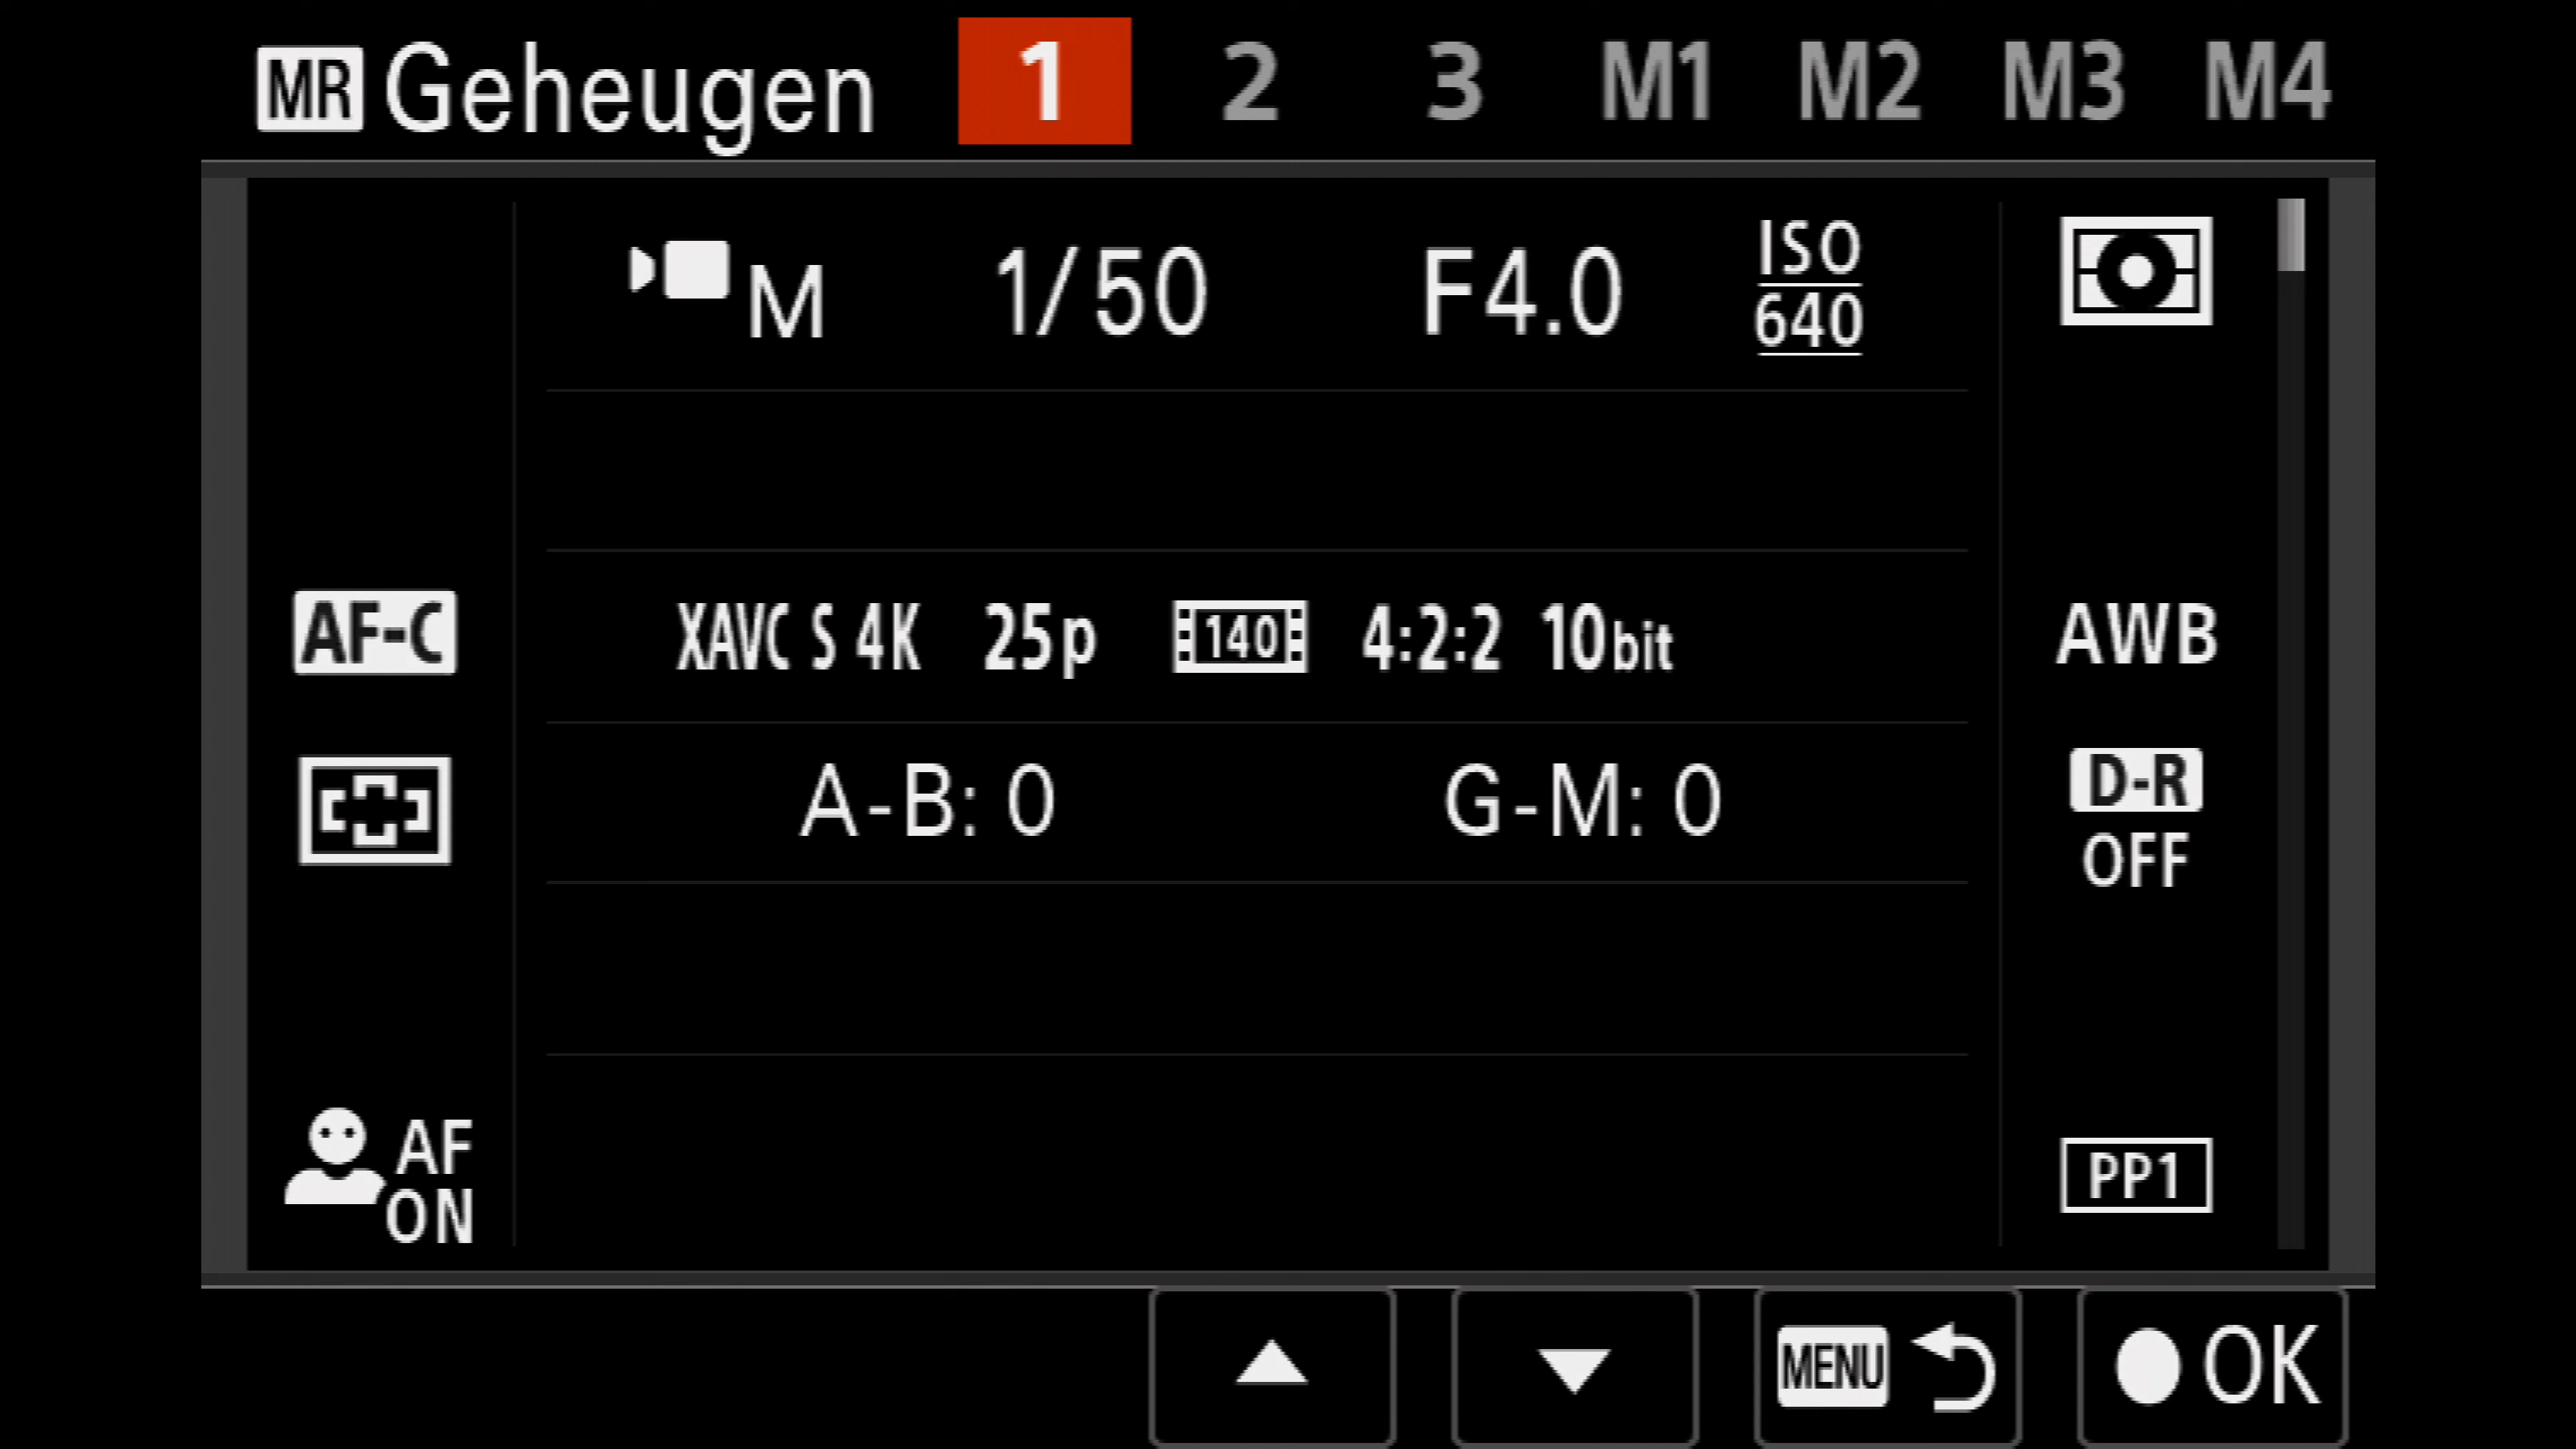 MR Geheugen 1 2 3 M1 M2 M3 M4
M 1/50 F4.0 ISO 640
AF-C XAVC S 4K 25p 140 4:2:2 10bit AWB
A-B: 0 G-M: 0 D-R OFF
AF ON PP1
MENU OK